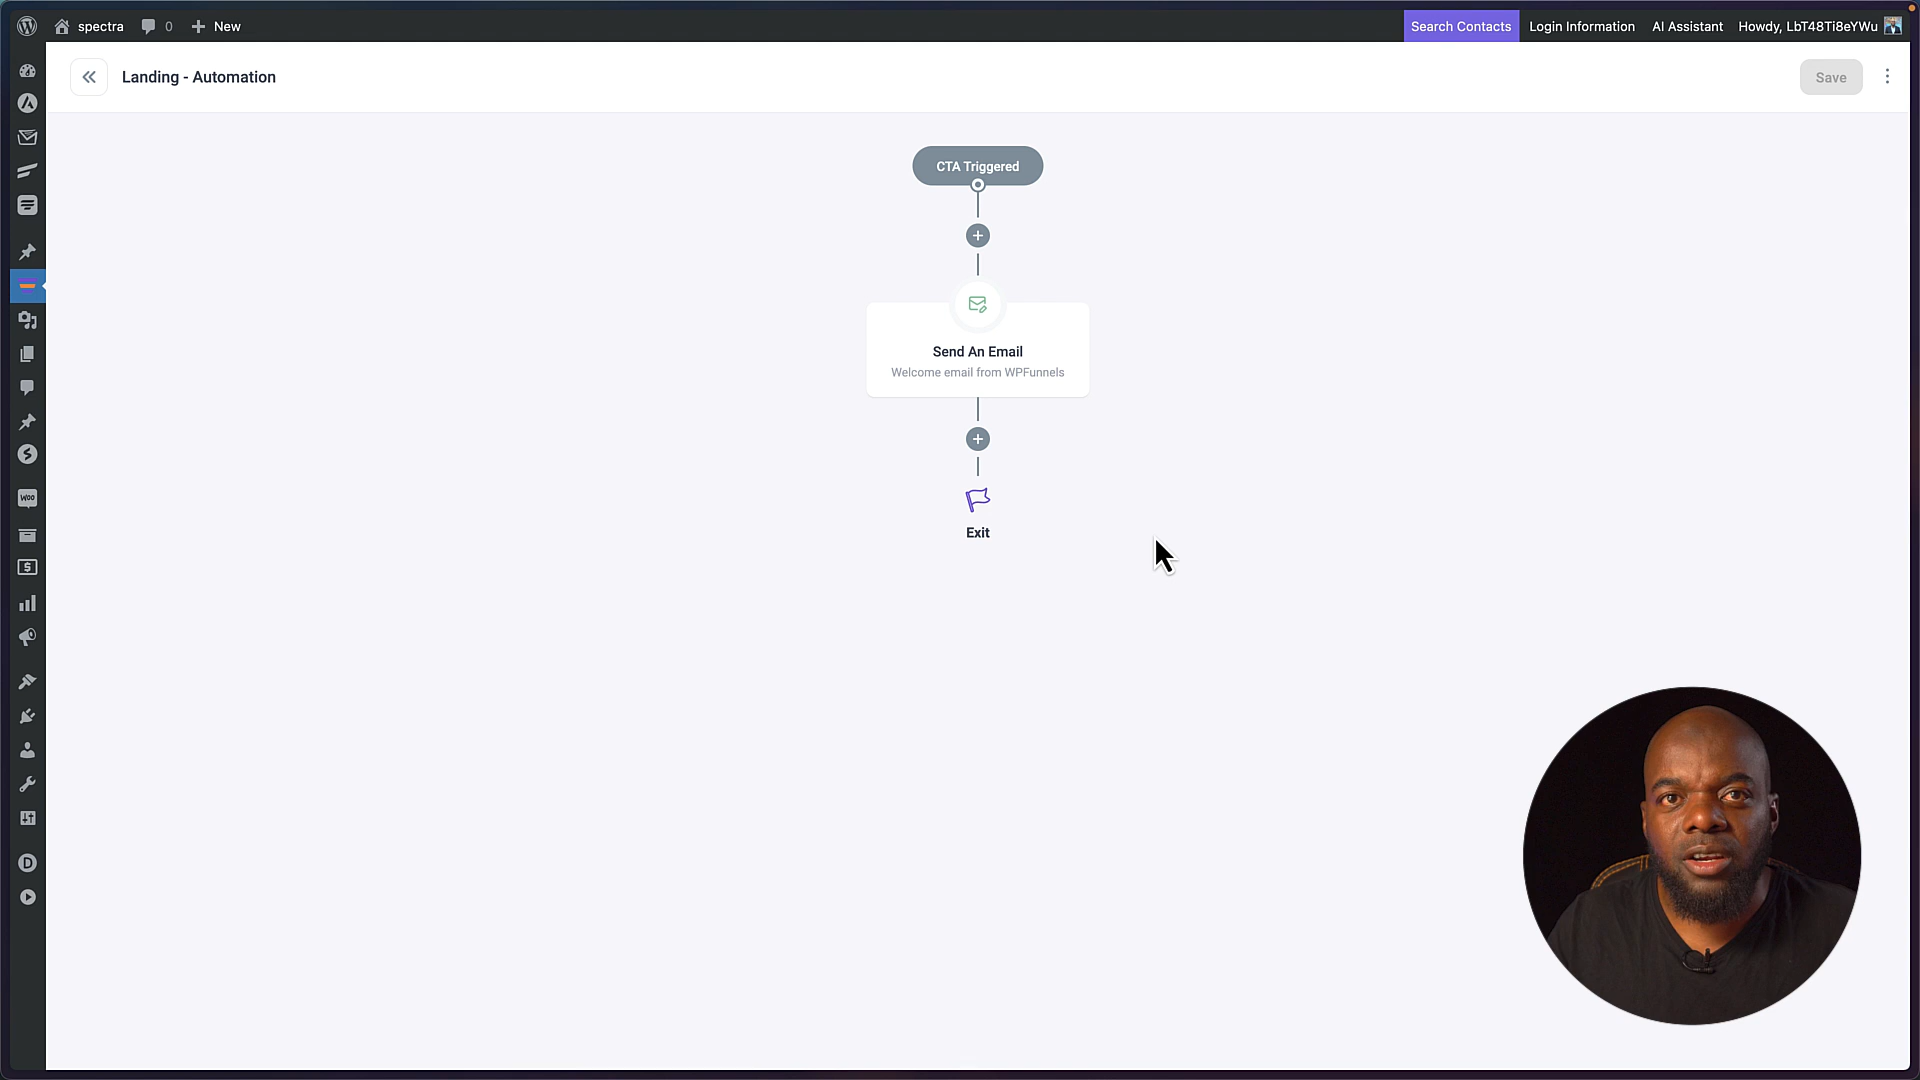 spectra
0
New
Search Contacts
Login Information
AI Assistant
Howdy, LbT48Ti8eYWu
Landing - Automation
Save
CTA Triggered
Send An Email
Welcome email from WPFunnels
Exit
WOO